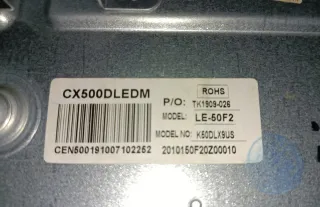 CX500DLEDM
ROHS
P/O: TK1909-026
MODEL: LE-50F2
MODEL NO: K50DLX9US
CEN500191007102252
2010150F20Z00010